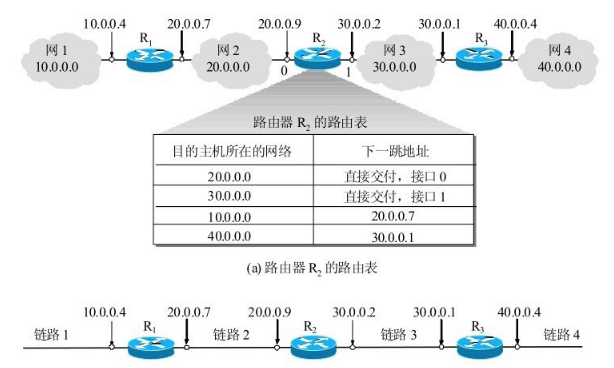 10.0.0.4 20.0.0.7 20.0.0.9 30.0.0.2 30.0.0.1 40.0.0.4
R1 R2 R3
网 1 网 2 网 3 网 4
10.0.0.0 20.0.0.0 0 1 30.0.0.0 40.0.0.0
路由器 R2 的路由表
目的主机所在的网络 下一跳地址
20.0.0.0 直接交付，接口 0
30.0.0.0 直接交付，接口 1
10.0.0.0 20.0.0.7
40.0.0.0 30.0.0.1
(a) 路由器 R2 的路由表
10.0.0.4 20.0.0.7 20.0.0.9 30.0.0.2 30.0.0.1 40.0.0.4
链路 1 R1 链路 2 R2 链路 3 R3 链路 4